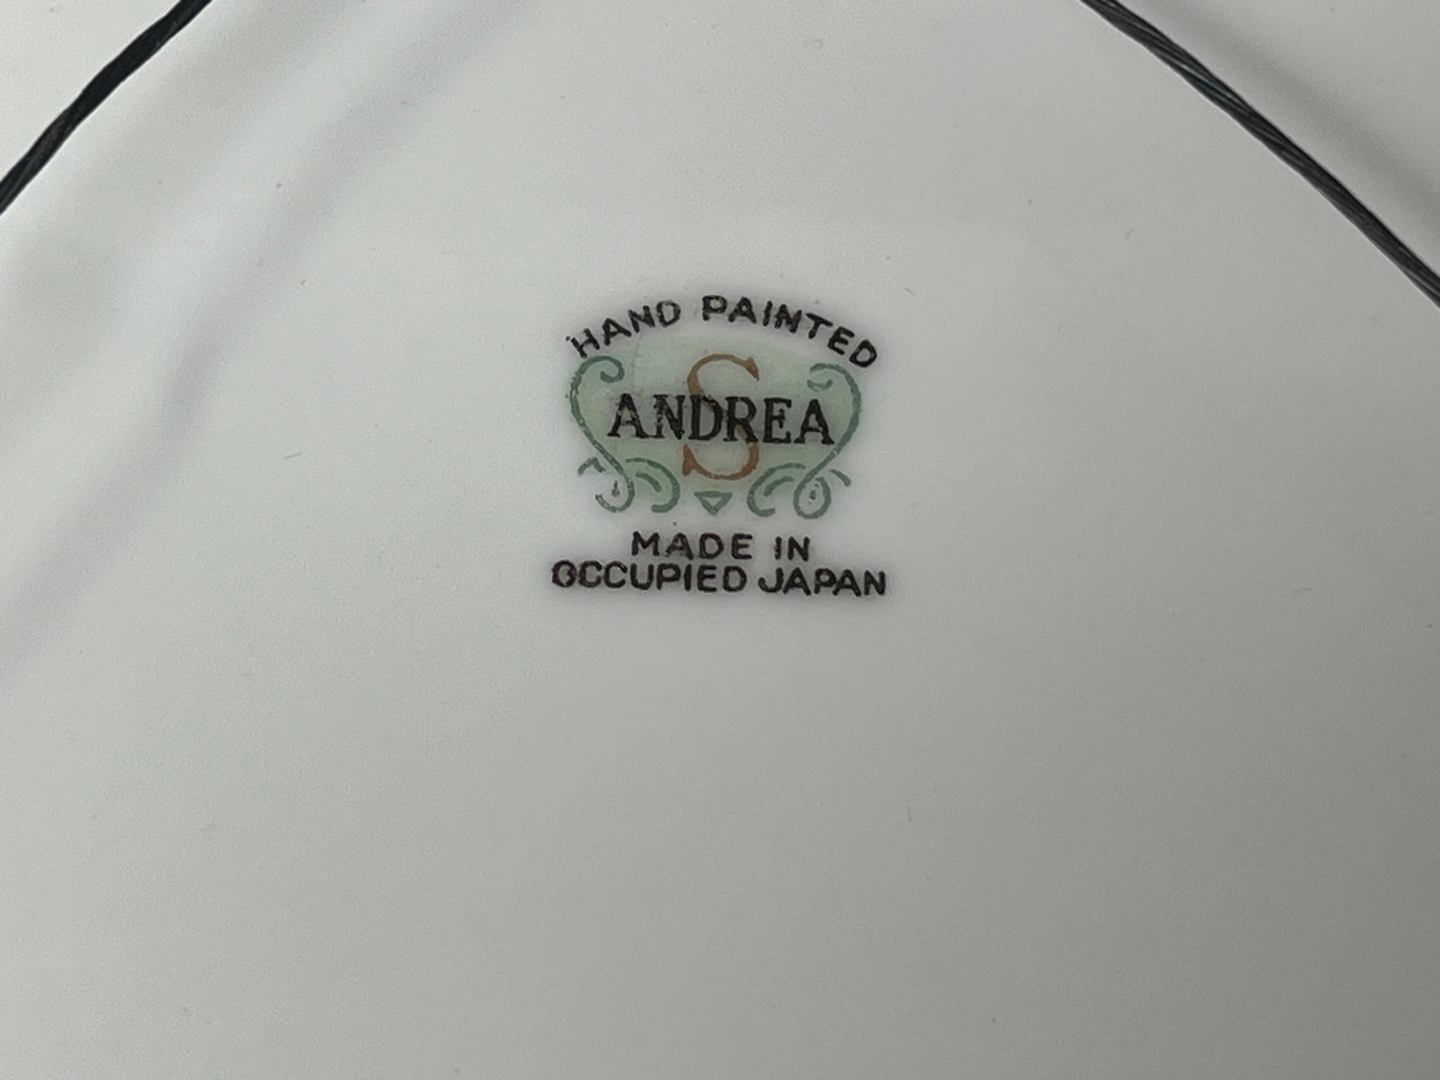 HAND PAINTED
S
ANDREA
MADE IN
OCCUPIED JAPAN